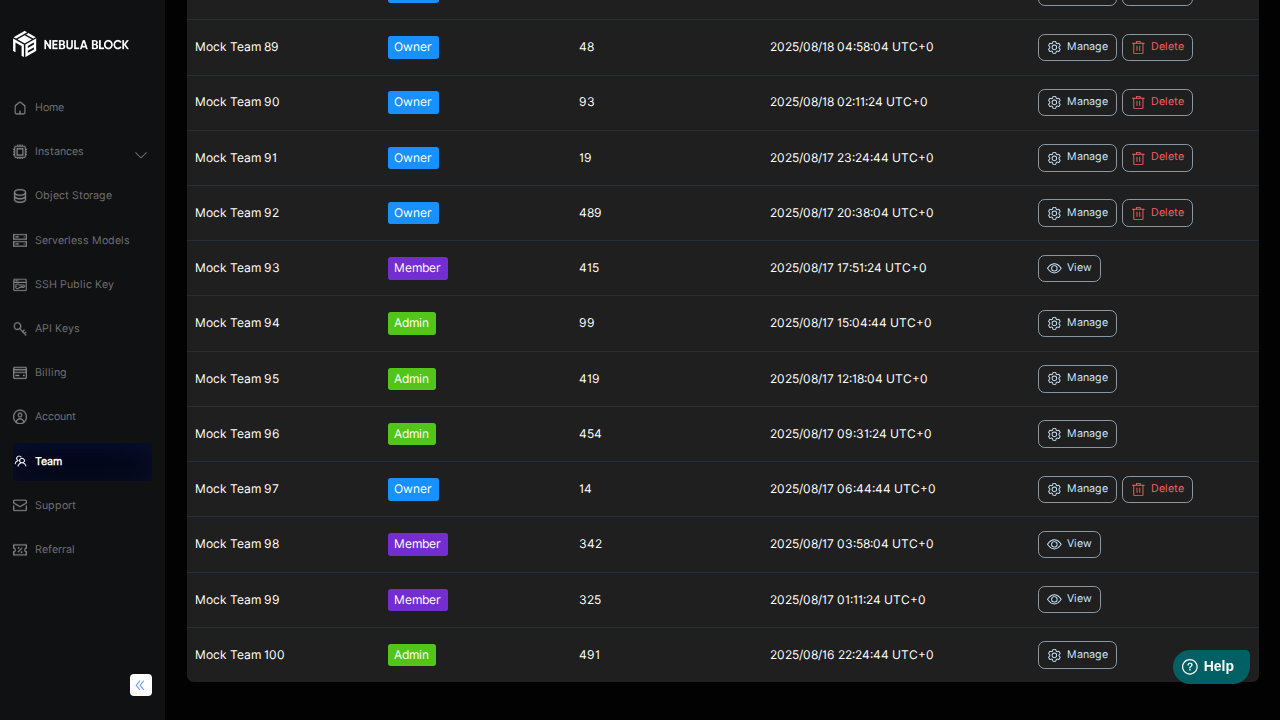 NEBULA BLOCK
Home
Instances
Object Storage
Serverless Models
SSH Public Key
API Keys
Billing
Account
Team
Support
Referral
Mock Team 89 Owner 48 2025/08/18 04:58:04 UTC+0 Manage Delete
Mock Team 90 Owner 93 2025/08/18 02:11:24 UTC+0 Manage Delete
Mock Team 91 Owner 19 2025/08/17 23:24:44 UTC+0 Manage Delete
Mock Team 92 Owner 489 2025/08/17 20:38:04 UTC+0 Manage Delete
Mock Team 93 Member 415 2025/08/17 17:51:24 UTC+0 View
Mock Team 94 Admin 99 2025/08/17 15:04:44 UTC+0 Manage
Mock Team 95 Admin 419 2025/08/17 12:18:04 UTC+0 Manage
Mock Team 96 Admin 454 2025/08/17 09:31:24 UTC+0 Manage
Mock Team 97 Owner 14 2025/08/17 06:44:44 UTC+0 Manage Delete
Mock Team 98 Member 342 2025/08/17 03:58:04 UTC+0 View
Mock Team 99 Member 325 2025/08/17 01:11:24 UTC+0 View
Mock Team 100 Admin 491 2025/08/16 22:24:44 UTC+0 Manage
Help